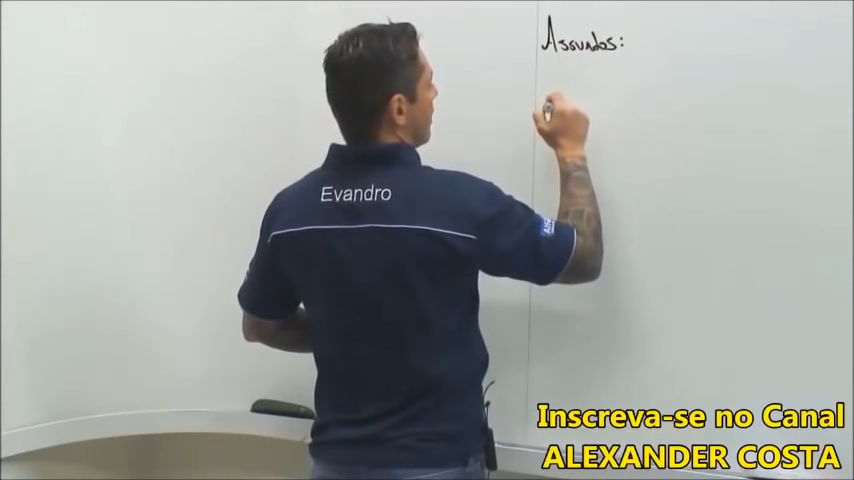 Assuntos:
Evandro
Inscreva-se no Canal
ALEXANDER COSTA